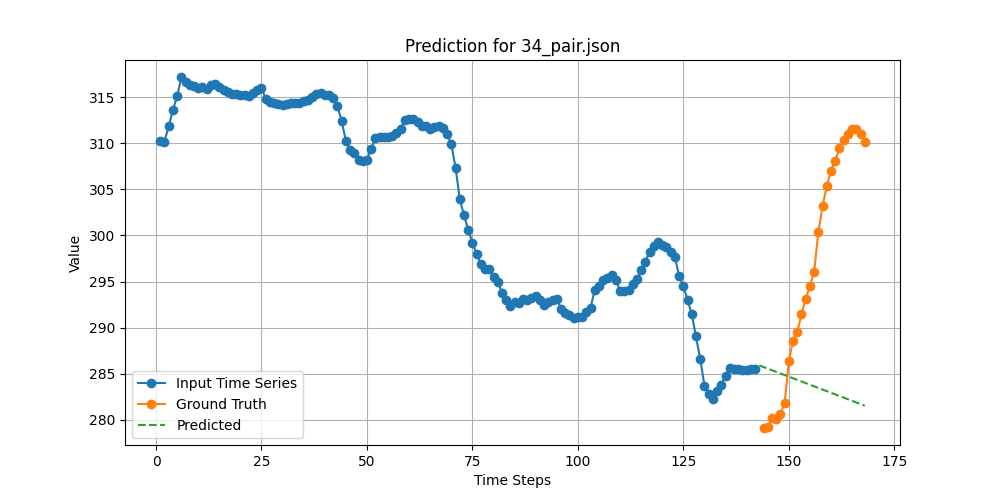 Prediction for 34_pair.json
Value
315
310
305
300
295
290
285
280
Input Time Series
Ground Truth
Predicted
0 25 50 75 100 125 150 175
Time Steps